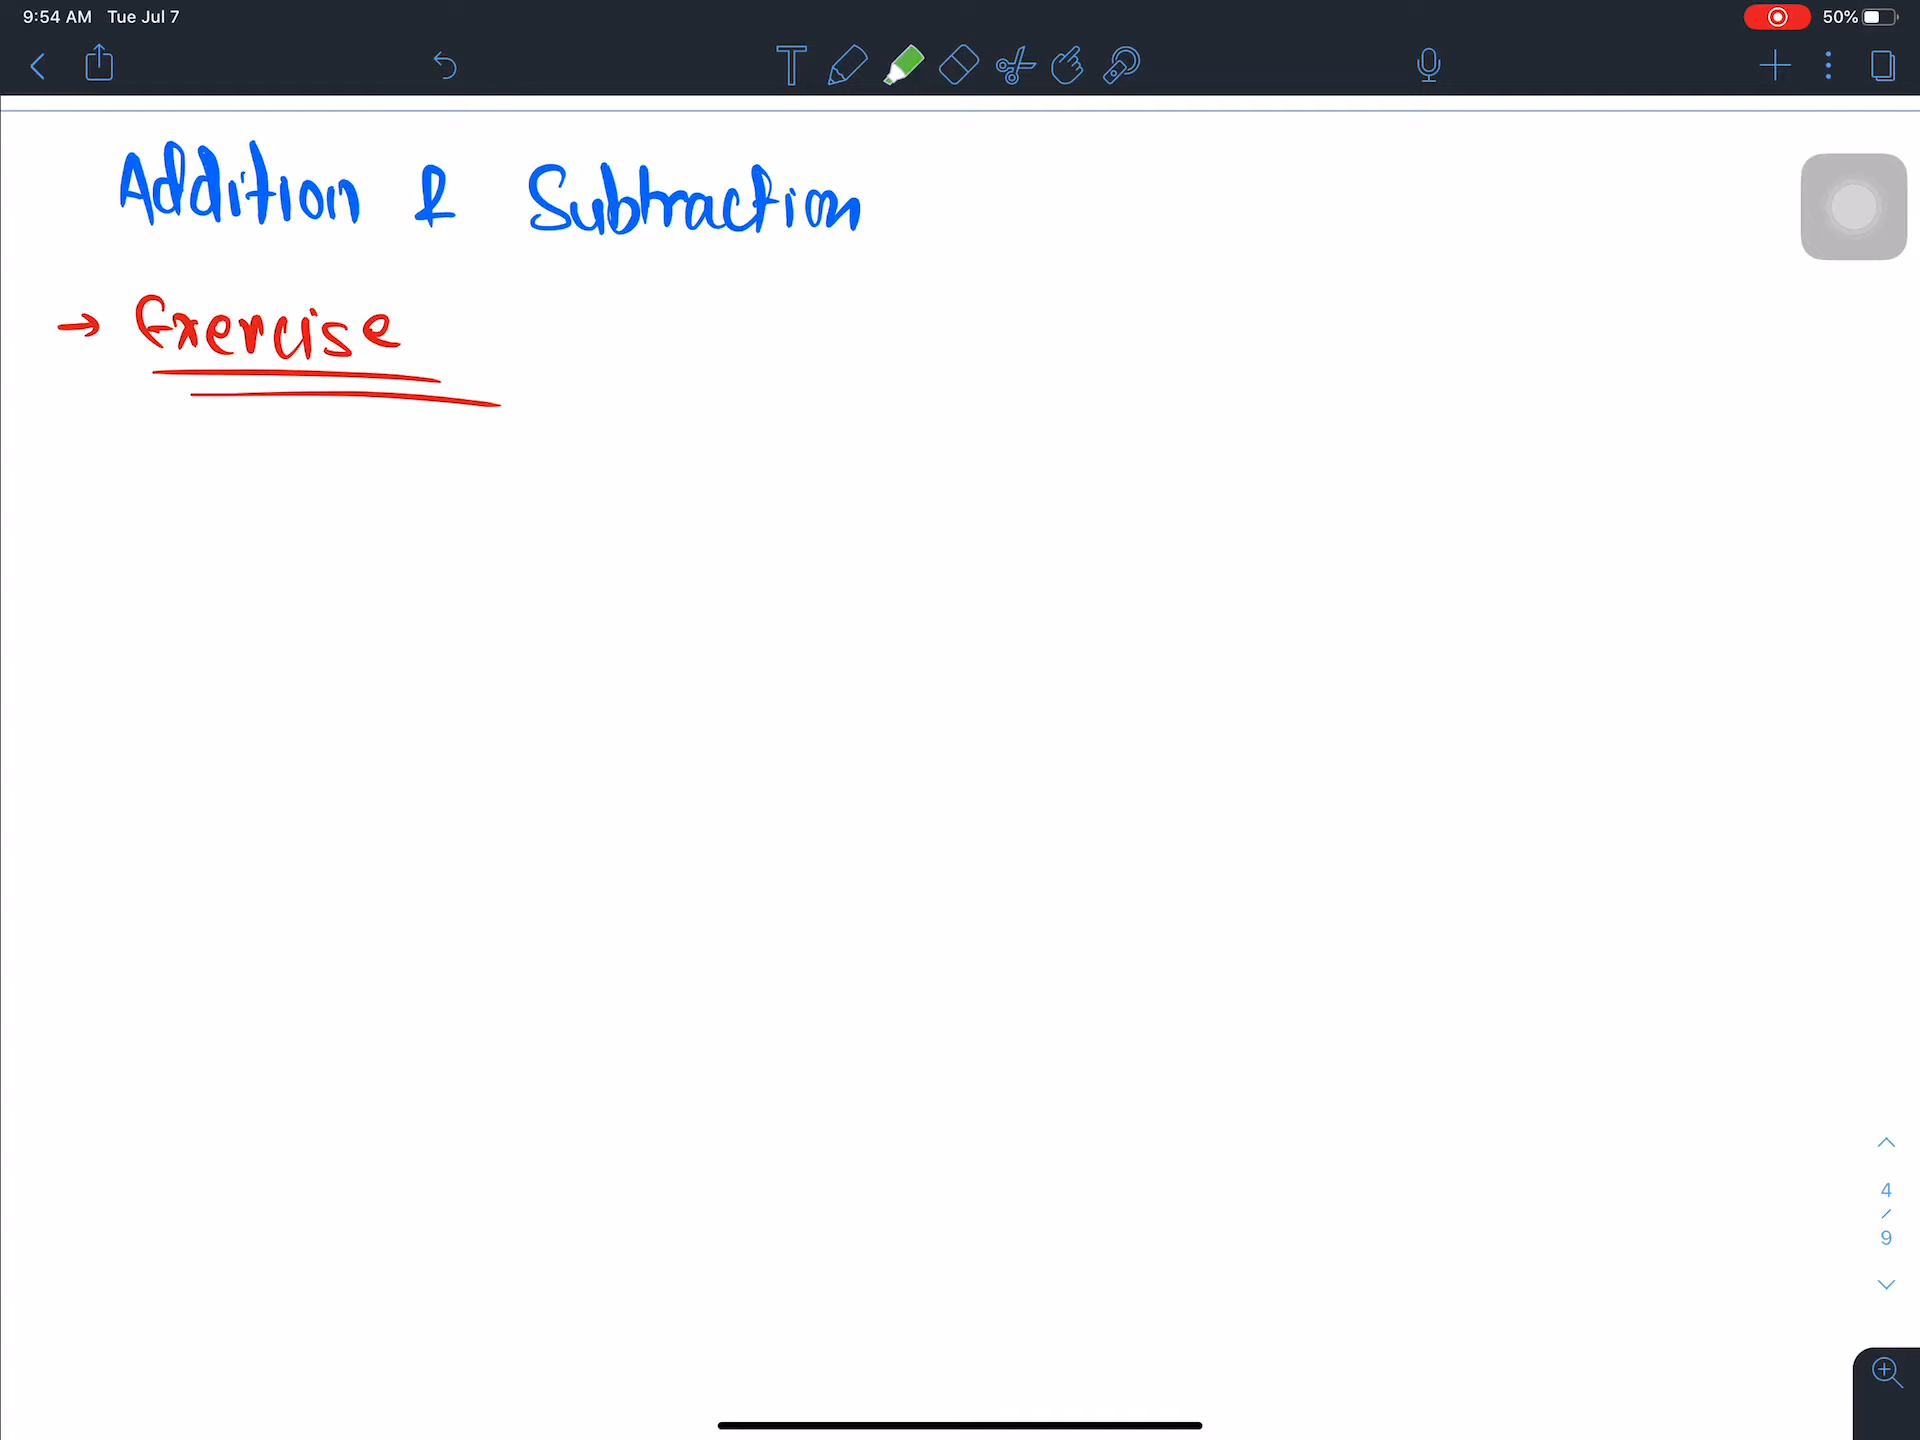 9:54 AM Tue Jul 7
50%
Addition & Subtraction
→ Exercise
4
/
9